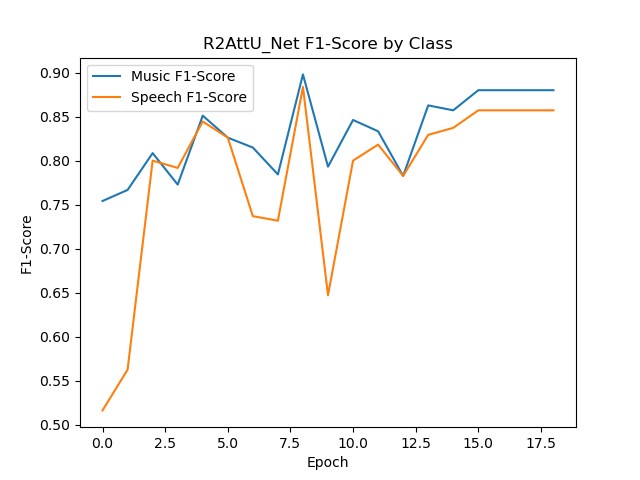 R2AttU_Net F1-Score by Class
Music F1-Score
Speech F1-Score
F1-Score
0.90
0.85
0.80
0.75
0.70
0.65
0.60
0.55
0.50
0.0 2.5 5.0 7.5 10.0 12.5 15.0 17.5
Epoch